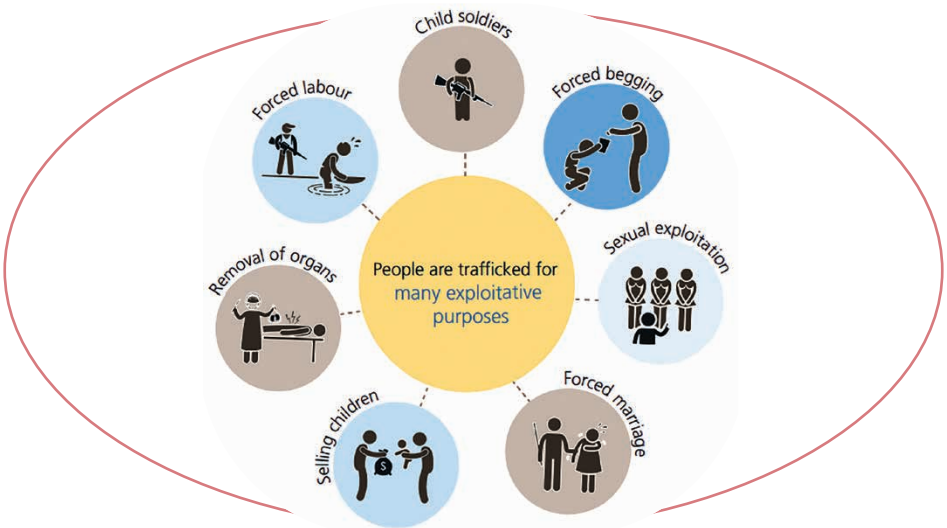 Child soldiers
Forced begging
Sexual exploitation
Forced marriage
Selling children
Removal of organs
Forced labour
People are trafficked for
many exploitative
purposes
$